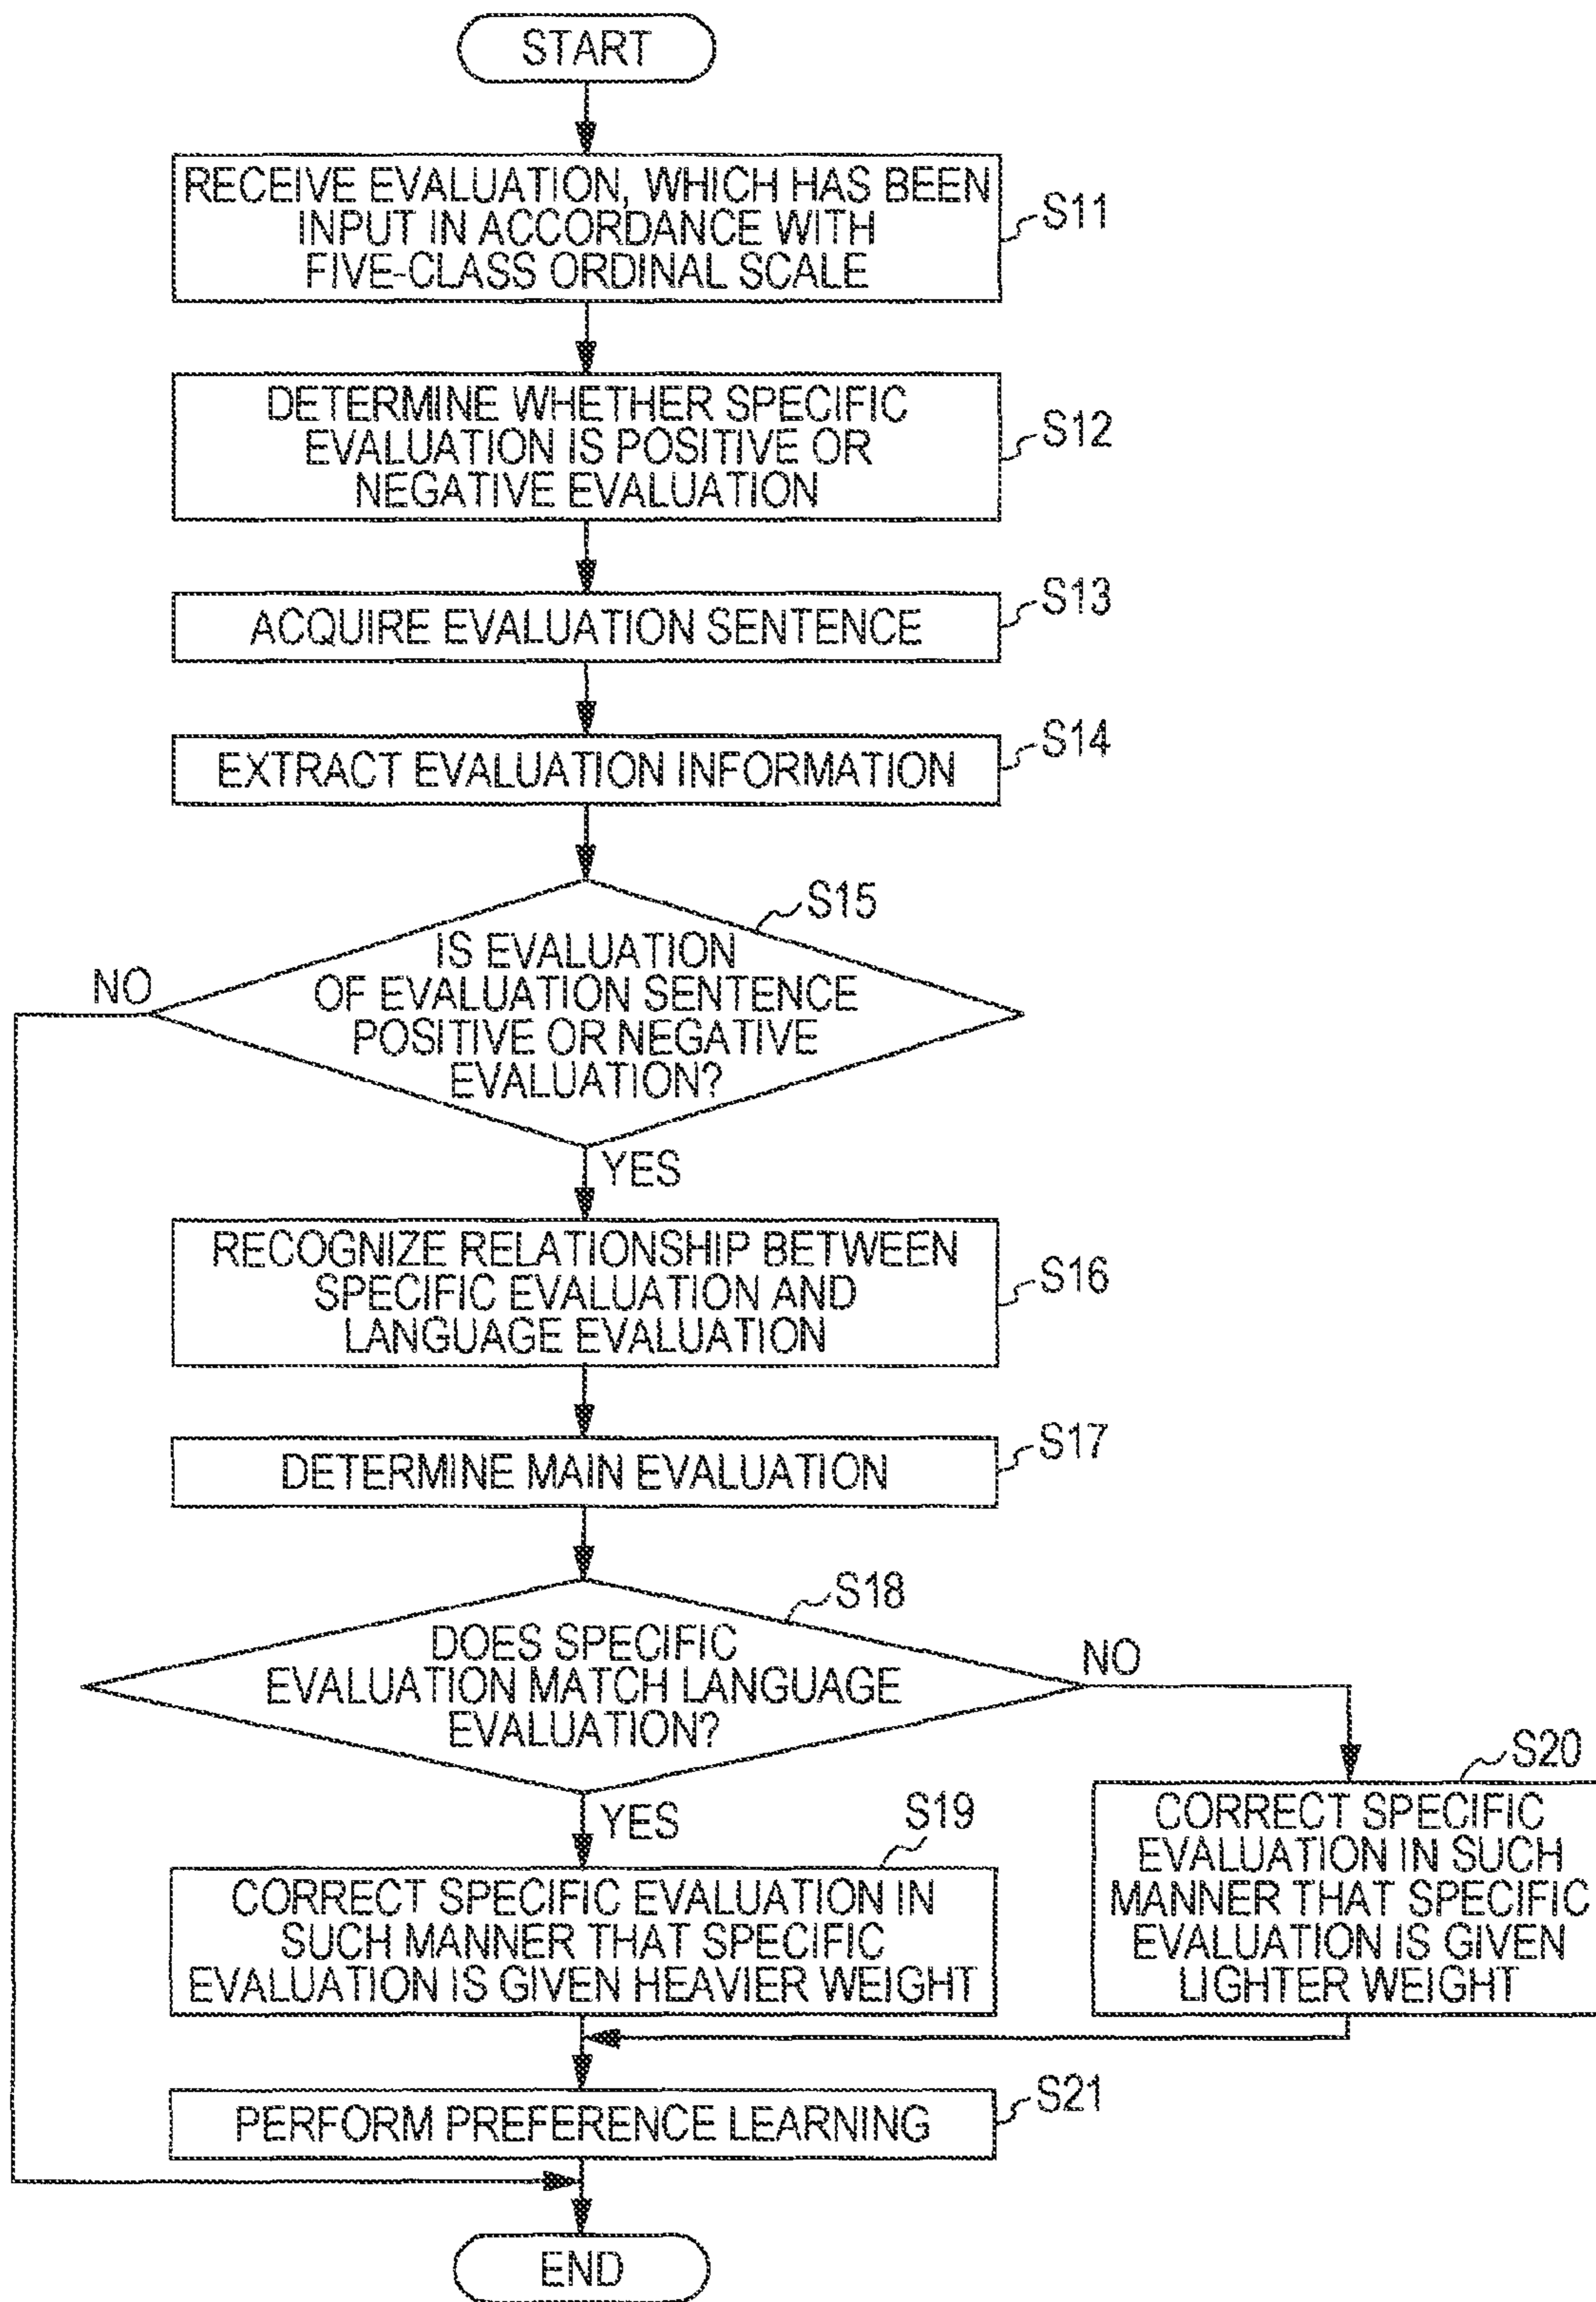 START
RECEIVE EVALUATION, WHICH HAS BEEN
INPUT IN ACCORDANCE WITH
FIVE-CLASS ORDINAL SCALE
S11
DETERMINE WHETHER SPECIFIC
EVALUATION IS POSITIVE OR
NEGATIVE EVALUATION
S12
ACQUIRE EVALUATION SENTENCE
S13
EXTRACT EVALUATION INFORMATION
S14
S15
IS EVALUATION
OF EVALUATION SENTENCE
POSITIVE OR NEGATIVE
EVALUATION?
NO
YES
RECOGNIZE RELATIONSHIP BETWEEN
SPECIFIC EVALUATION AND
LANGUAGE EVALUATION
S16
DETERMINE MAIN EVALUATION
S17
S18
DOES SPECIFIC
EVALUATION MATCH LANGUAGE
EVALUATION?
NO
YES
S19
CORRECT SPECIFIC EVALUATION IN
SUCH MANNER THAT SPECIFIC
EVALUATION IS GIVEN HEAVIER WEIGHT
S20
CORRECT SPECIFIC
EVALUATION IN SUCH
MANNER THAT SPECIFIC
EVALUATION IS GIVEN
LIGHTER WEIGHT
PERFORM PREFERENCE LEARNING
S21
END